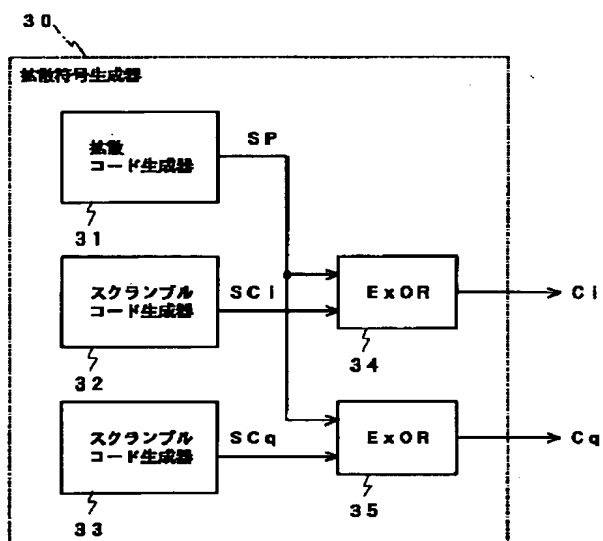 30
拡散符号生成器
拡散
コード生成器
SP
31
スクランブル
コード生成器
SCi
ExOR
Ci
32
34
スクランブル
コード生成器
SCq
ExOR
Cq
33
35